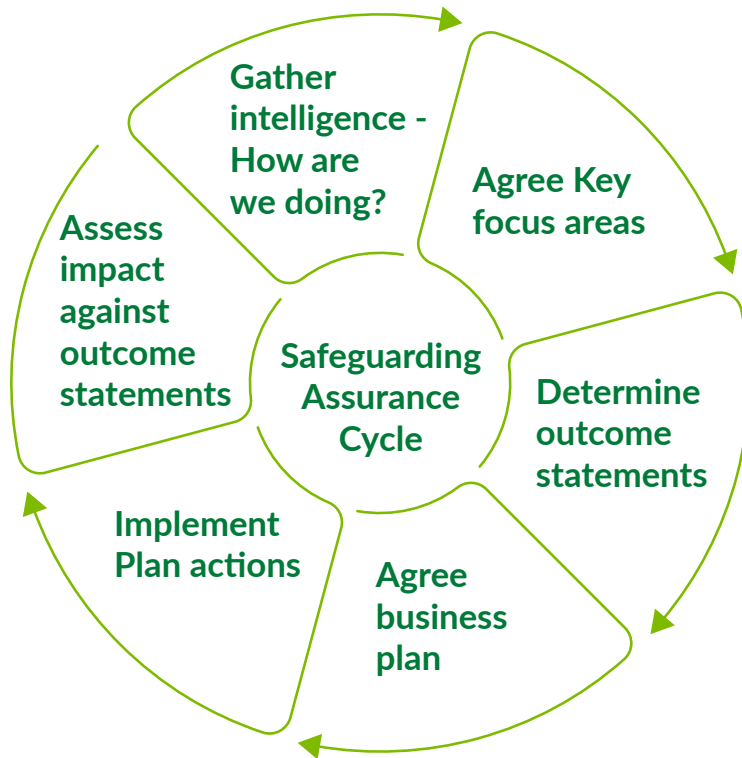 Gather
intelligence -
How are
we doing?
Agree Key
focus areas
Determine
outcome
statements
Agree
business
plan
Implement
Plan actions
Assess
impact
against
outcome
statements
Safeguarding
Assurance
Cycle